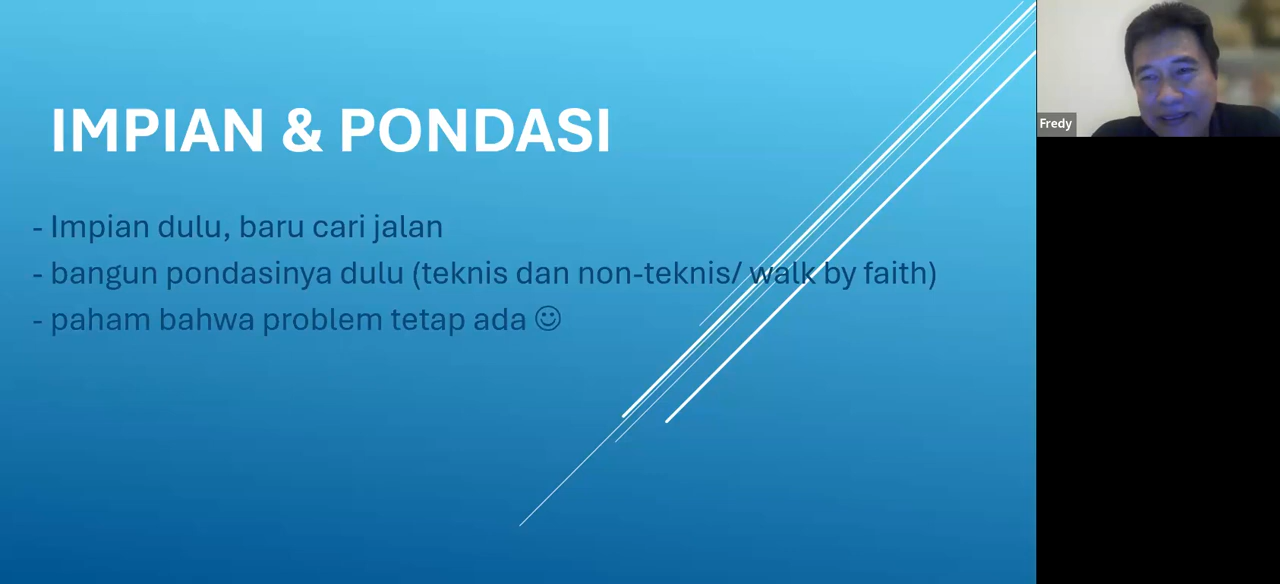 IMPIAN & PONDASI
- Impian dulu, baru cari jalan
- bangun pondasinya dulu (teknis dan non-teknis/ walk by faith)
- paham bahwa problem tetap ada ☺
Fredy